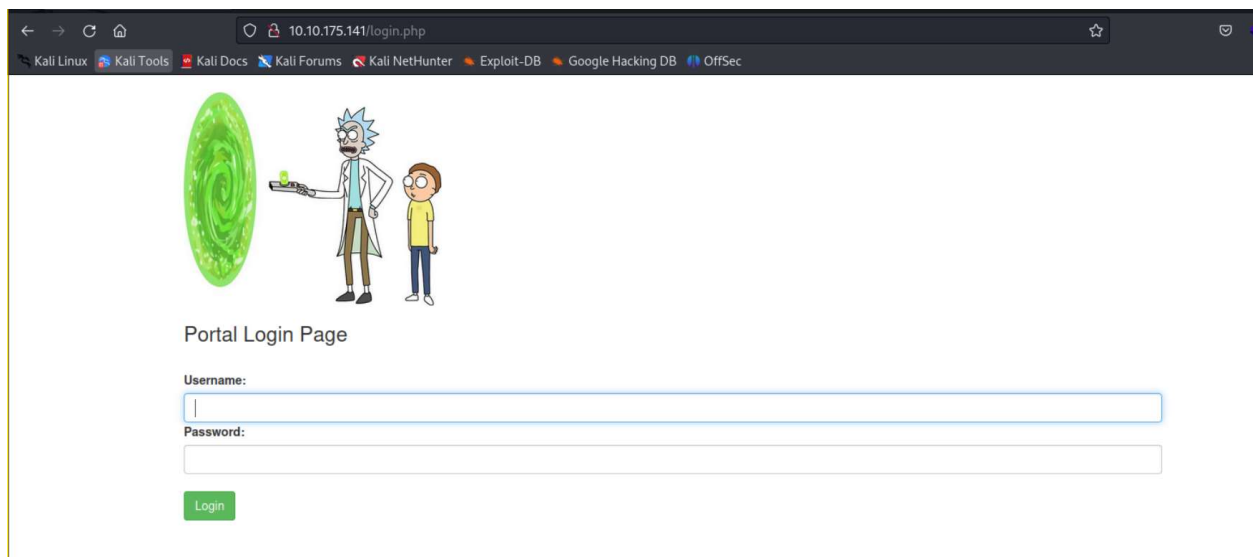 10.10.175.141/login.php
Kali Linux Kali Tools Kali Docs Kali Forums Kali NetHunter Exploit-DB Google Hacking DB OffSec
Portal Login Page
Username:
Password:
Login